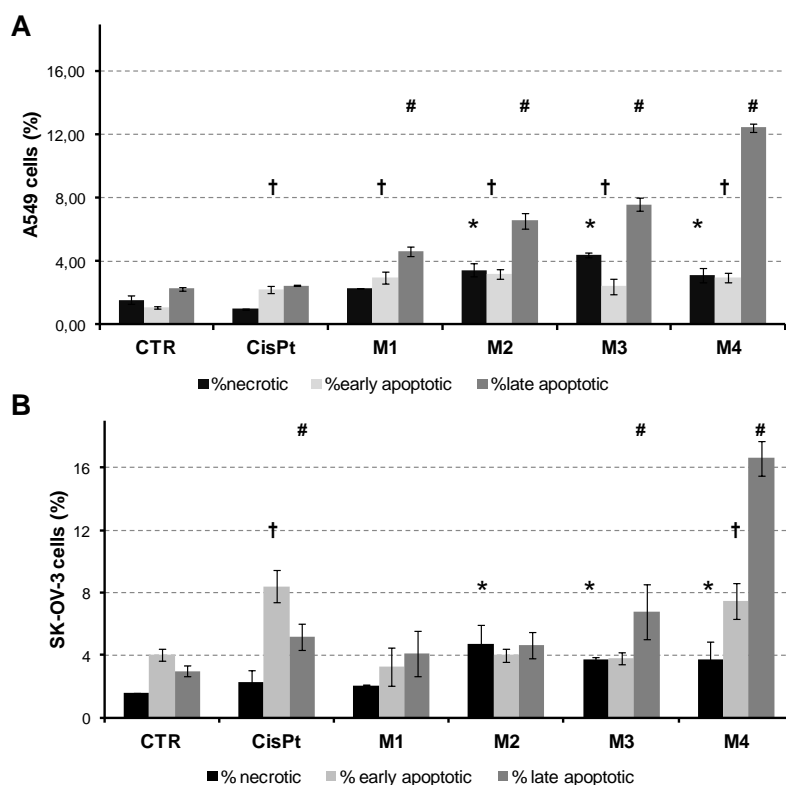 A
A549 cells (%)
16,00
12,00
8,00
4,00
0,00
# # # #
† † † † †
* * *
CTR CisPt M1 M2 M3 M4
%necrotic %early apoptotic %late apoptotic
B
SK-OV-3 cells (%)
16
12
8
4
0
# # #
† †
* * *
CTR CisPt M1 M2 M3 M4
% necrotic % early apoptotic % late apoptotic